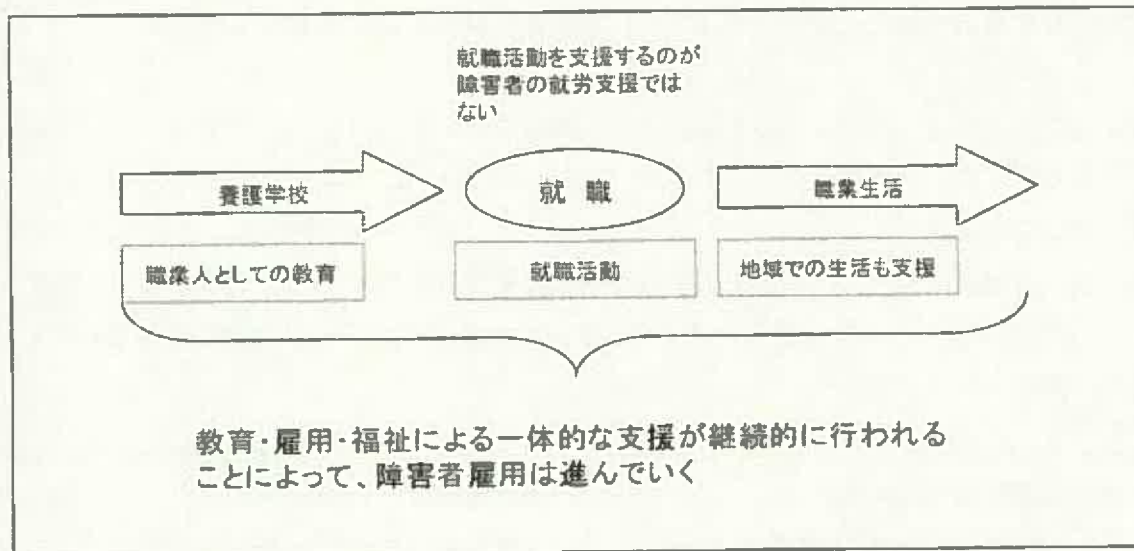 就職活動を支援するのが
障害者の就労支援では
ない
養護学校
就 職
職業生活
職業人としての教育
就職活動
地域での生活も支援
教育・雇用・福祉による一体的な支援が継続的に行われる
ことによって、障害者雇用は進んでいく